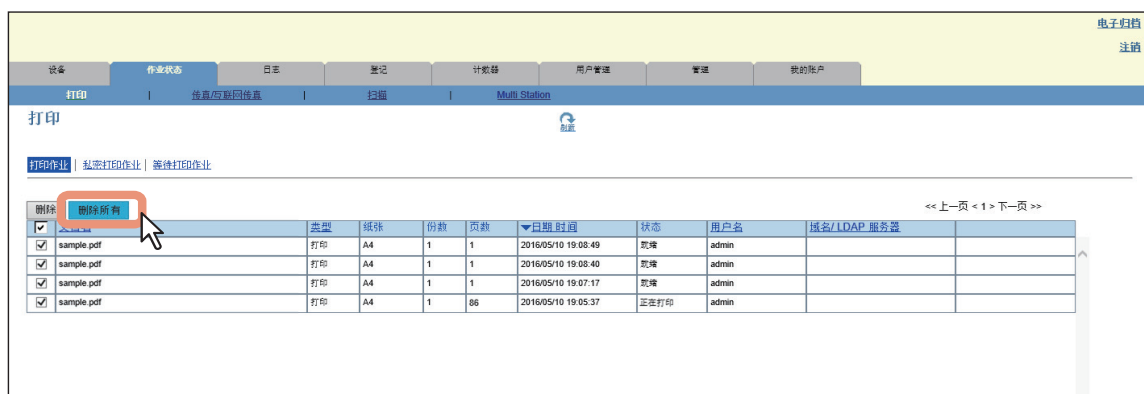 电子归档
注销
设备 作业状态 日志 登记 计数器 用户管理 管理 我的账户
打印 | 传真/互联网传真 | 扫描 | Multi Station
打印
刷新
打印作业 | 私密打印作业 | 等待打印作业
删除 删除所有 << 上一页 < 1 > 下一页 >>
类型 纸张 份数 页数 ▼日期 时间 状态 用户名 域名/ LDAP 服务器
sample.pdf 打印 A4 1 1 2016/05/10 19:08:49 就绪 admin
sample.pdf 打印 A4 1 1 2016/05/10 19:08:40 就绪 admin
sample.pdf 打印 A4 1 1 2016/05/10 19:07:17 就绪 admin
sample.pdf 打印 A4 1 86 2016/05/10 19:05:37 正在打印 admin